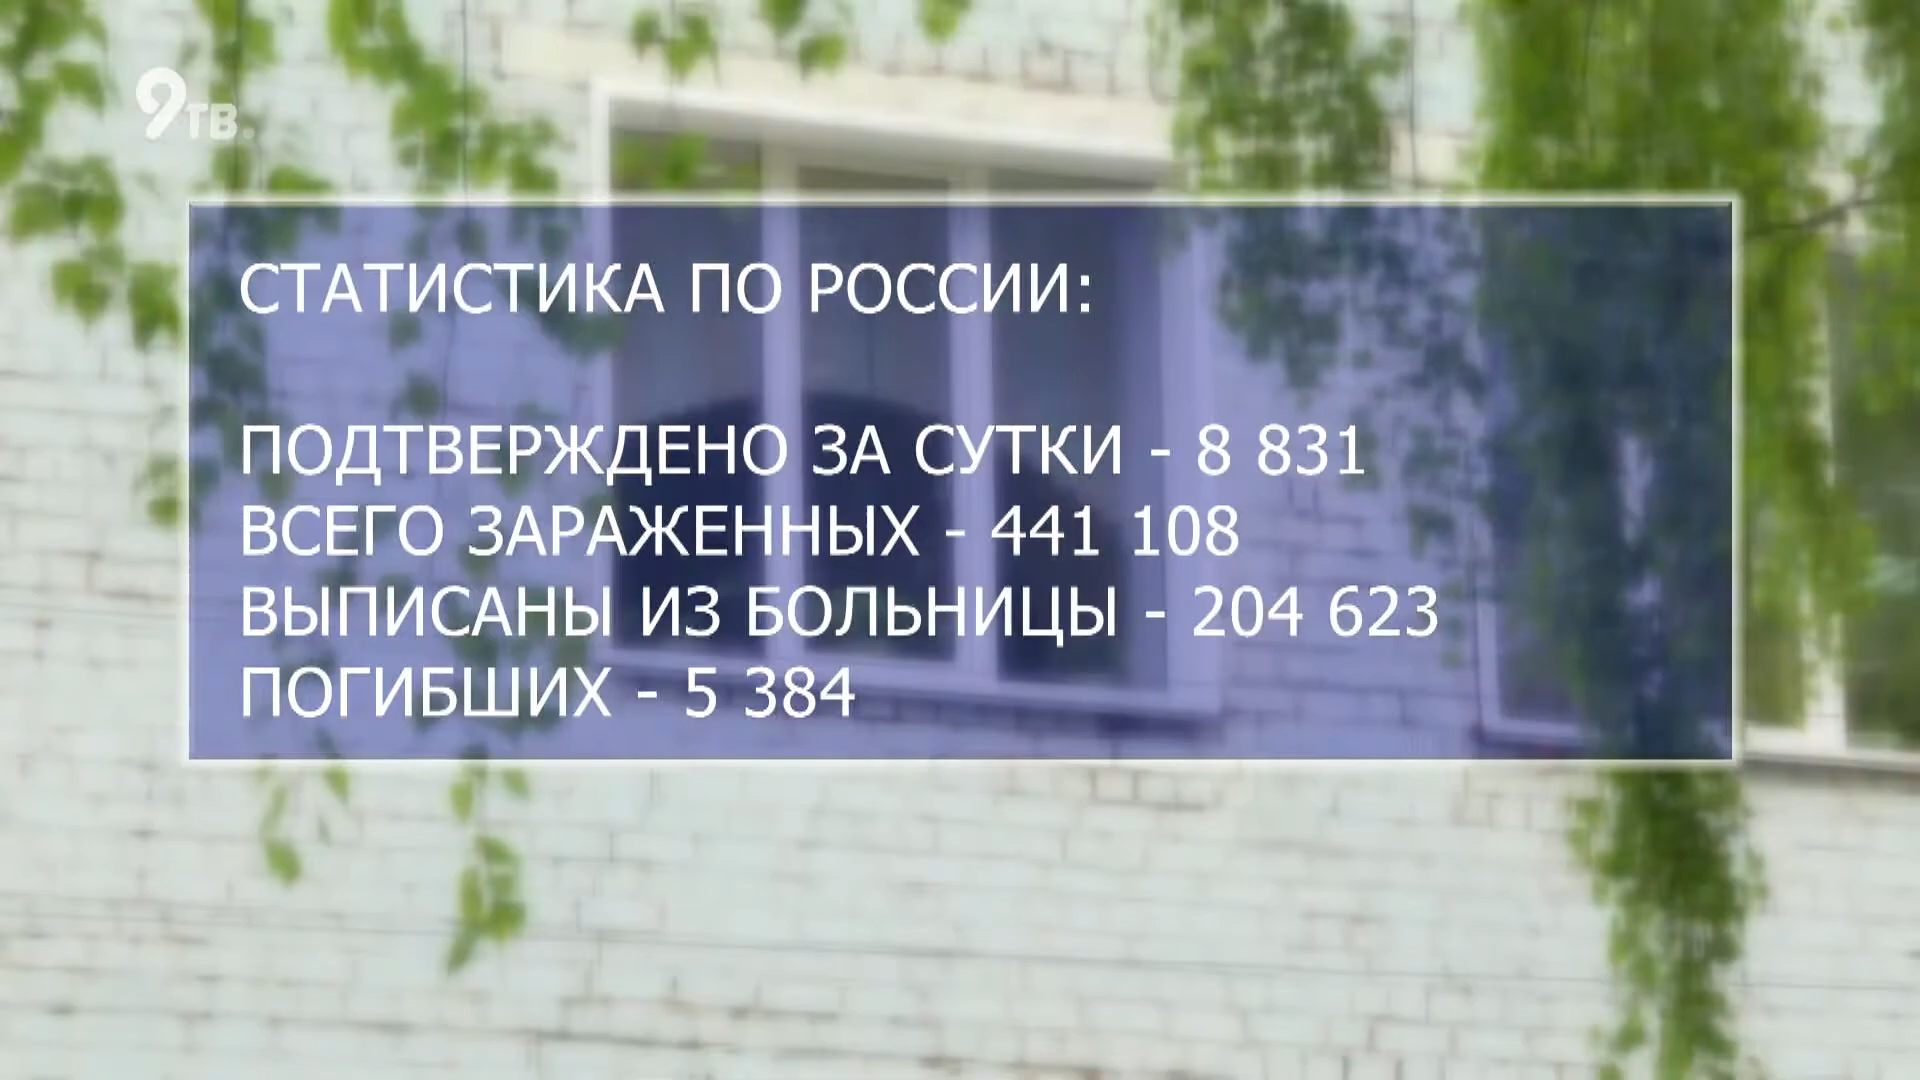 9ТВ.
СТАТИСТИКА ПО РОССИИ:
ПОДТВЕРЖДЕНО ЗА СУТКИ - 8 831
ВСЕГО ЗАРАЖЕННЫХ - 441 108
ВЫПИСАНЫ ИЗ БОЛЬНИЦЫ - 204 623
ПОГИБШИХ - 5 384